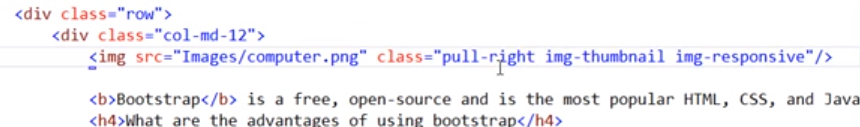 <div class="row">
<div class="col-md-12">
<img src="Images/computer.png" class="pull-right img-thumbnail img-responsive"/>
<b>Bootstrap</b> is a free, open-source and is the most popular HTML, CSS, and Java
<h4>What are the advantages of using bootstrap</h4>